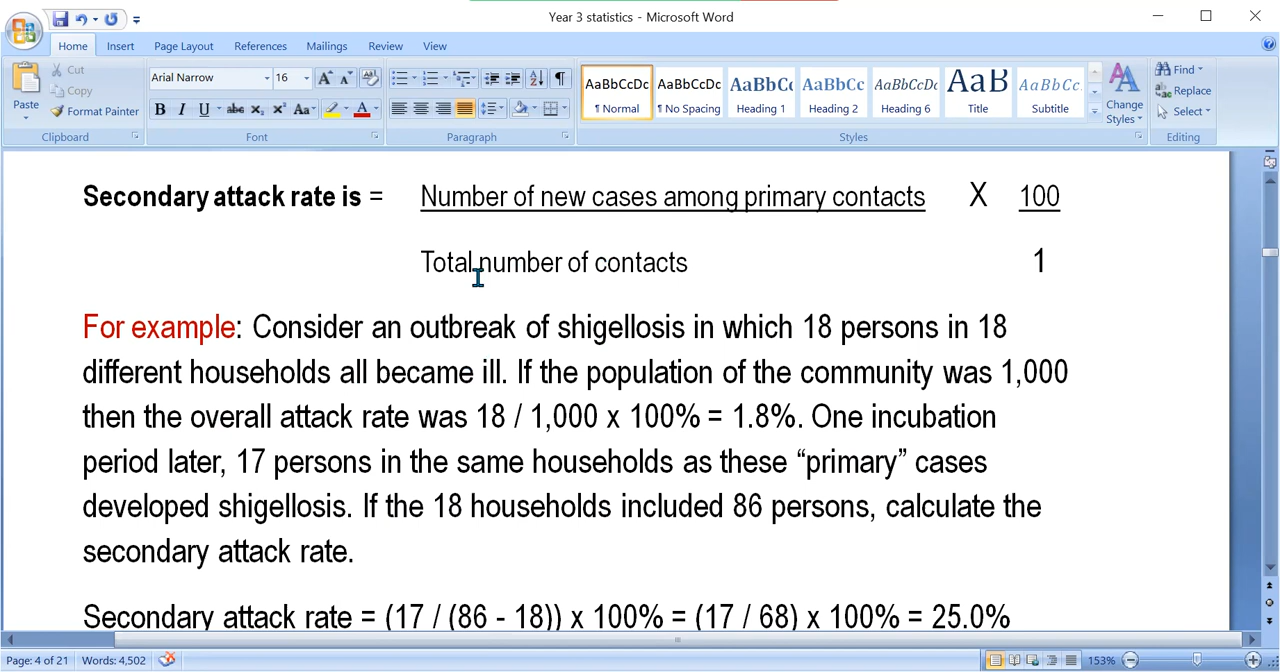 Year 3 statistics - Microsoft Word
Home Insert Page Layout References Mailings Review View
Paste
Cut
Copy
Format Painter
Clipboard
Arial Narrow 16
B I U abc X₂ X² Aa
Font
Paragraph
AaBbCcDc AaBbCcDc AaBbCc AaBbCc AaBbCcDc AaB AaBbCc.
¶ Normal ¶ No Spacing Heading 1 Heading 2 Heading 6 Title Subtitle
Styles
Change
Styles
Find
Replace
Select
Editing
Secondary attack rate is = Number of new cases among primary contacts X 100
Total number of contacts 1
For example: Consider an outbreak of shigellosis in which 18 persons in 18
different households all became ill. If the population of the community was 1,000
then the overall attack rate was 18 / 1,000 x 100% = 1.8%. One incubation
period later, 17 persons in the same households as these “primary” cases
developed shigellosis. If the 18 households included 86 persons, calculate the
secondary attack rate.
Secondary attack rate = (17 / (86 - 18)) x 100% = (17 / 68) x 100% = 25.0%
Page: 4 of 21 Words: 4,502 153%